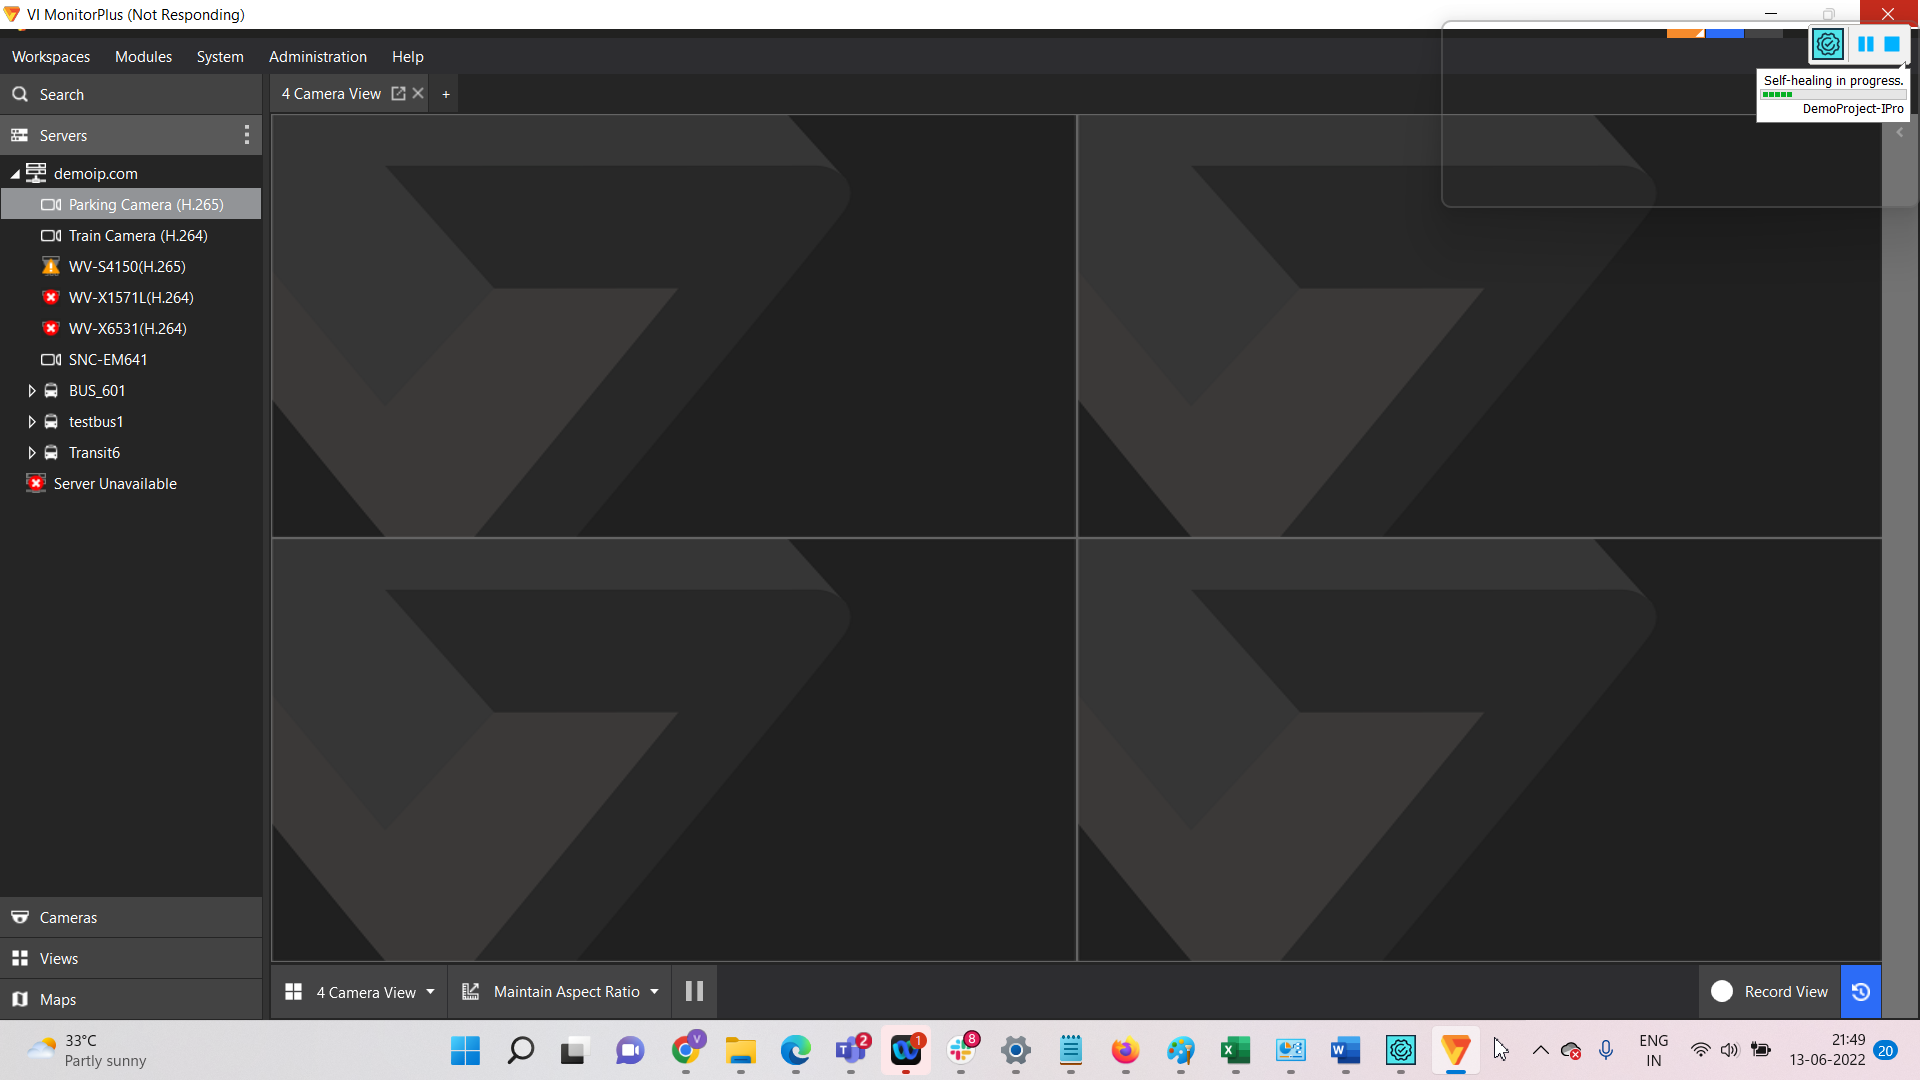 VI MonitorPlus (Not Responding)
Workspaces Modules System Administration Help
Self-healing in progress.
DemoProject-IPro
Search
4 Camera View +
Servers
demoip.com
Parking Camera (H.265)
Train Camera (H.264)
WV-S4150(H.265)
WV-X1571L(H.264)
WV-X6531(H.264)
SNC-EM641
BUS_601
testbus1
Transit6
Server Unavailable
Cameras
Views
Maps
4 Camera View Maintain Aspect Ratio Record View
33°C
Partly sunny
V
2
1
8
ENG
IN
21:49
13-06-2022
20